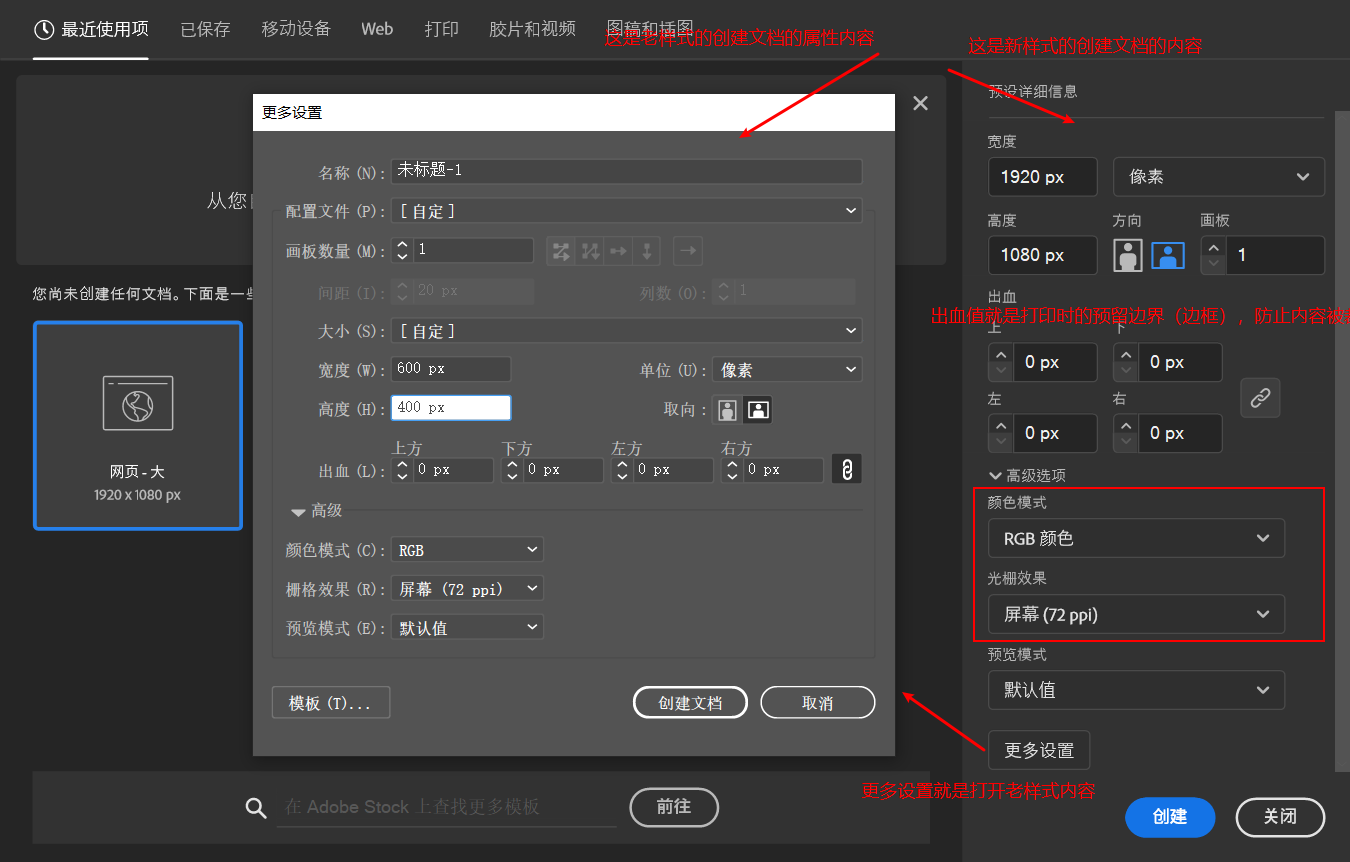 最近使用项 已保存 移动设备 Web 打印 胶片和视频 图稿和插图
这是老样式的创建文档的属性内容
这是新样式的创建文档的内容
从您
您尚未创建任何文档。下面是一些
网页 - 大
1920 x 1080 px
更多设置
名称 (N): 未标题-1
配置文件 (P): [ 自定 ]
画板数量 (M): 1
间距 (I): 20 px 列数 (O): 1
大小 (S): [ 自定 ]
宽度 (W): 600 px 单位 (U): 像素
高度 (H): 400 px 取向:
上方 下方 左方 右方
出血 (L): 0 px 0 px 0 px 0 px
高级
颜色模式 (C): RGB
栅格效果 (R): 屏幕 (72 ppi)
预览模式 (E): 默认值
模板 (T)... 创建文档 取消
在 Adobe Stock 上查找更多模板 前往
预设详细信息
宽度
1920 px 像素
高度 方向 画板
1080 px 1
出血
出血值就是打印时的预留边界（边框），防止内容被
上 下
0 px 0 px
左 右
0 px 0 px
高级选项
颜色模式
RGB 颜色
光栅效果
屏幕 (72 ppi)
预览模式
默认值
更多设置
更多设置就是打开老样式内容
创建 关闭